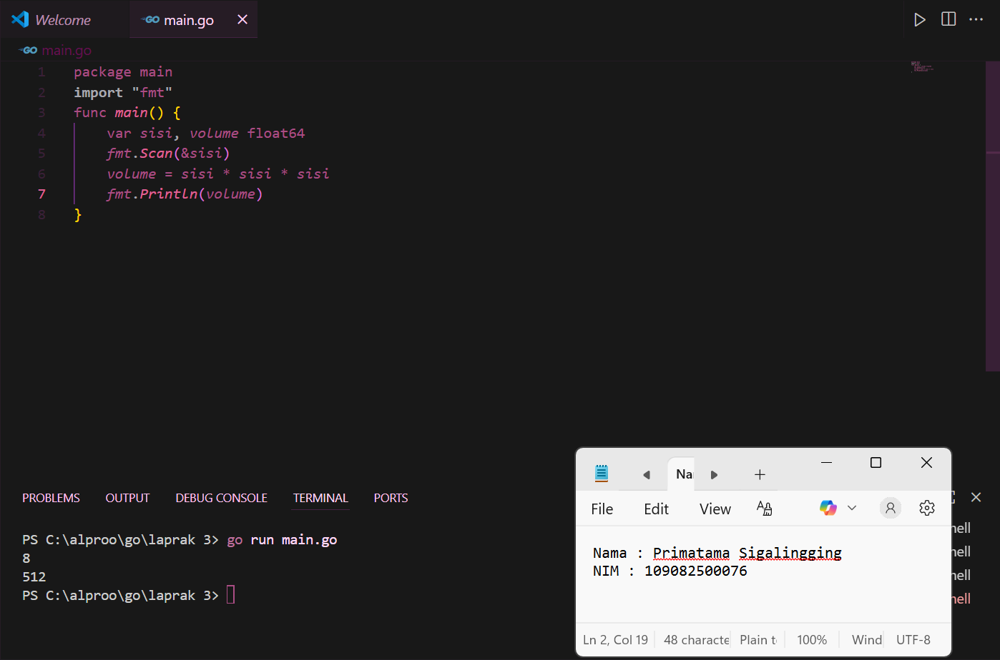 Welcome
main.go
main.go
1 package main
2 import "fmt"
3 func main() {
4 var sisi, volume float64
5 fmt.Scan(&sisi)
6 volume = sisi * sisi * sisi
7 fmt.Println(volume)
8 }
PROBLEMS OUTPUT DEBUG CONSOLE TERMINAL PORTS
PS C:\alproo\go\laprak 3> go run main.go
8
512
PS C:\alproo\go\laprak 3>
Na
File Edit View
Nama : Primatama Sigalingging
NIM : 109082500076
Ln 2, Col 19 48 characte Plain t 100% Wind UTF-8
hell
hell
hell
hell